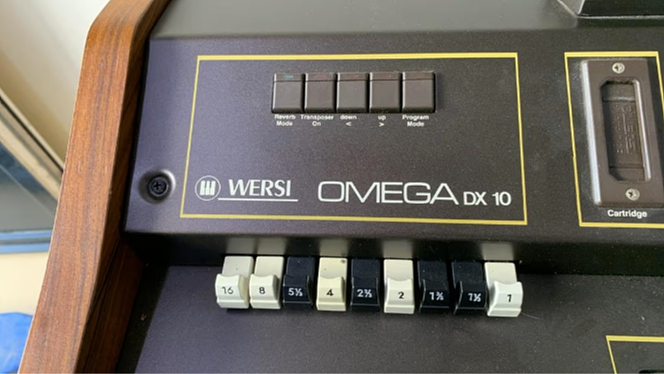 Reverb Mode
Transposer On
down <
up >
Program Mode
WERSI OMEGA DX 10
Cartridge
16 8 5⅓ 4 2⅔ 2 1⅗ 1⅓ 1